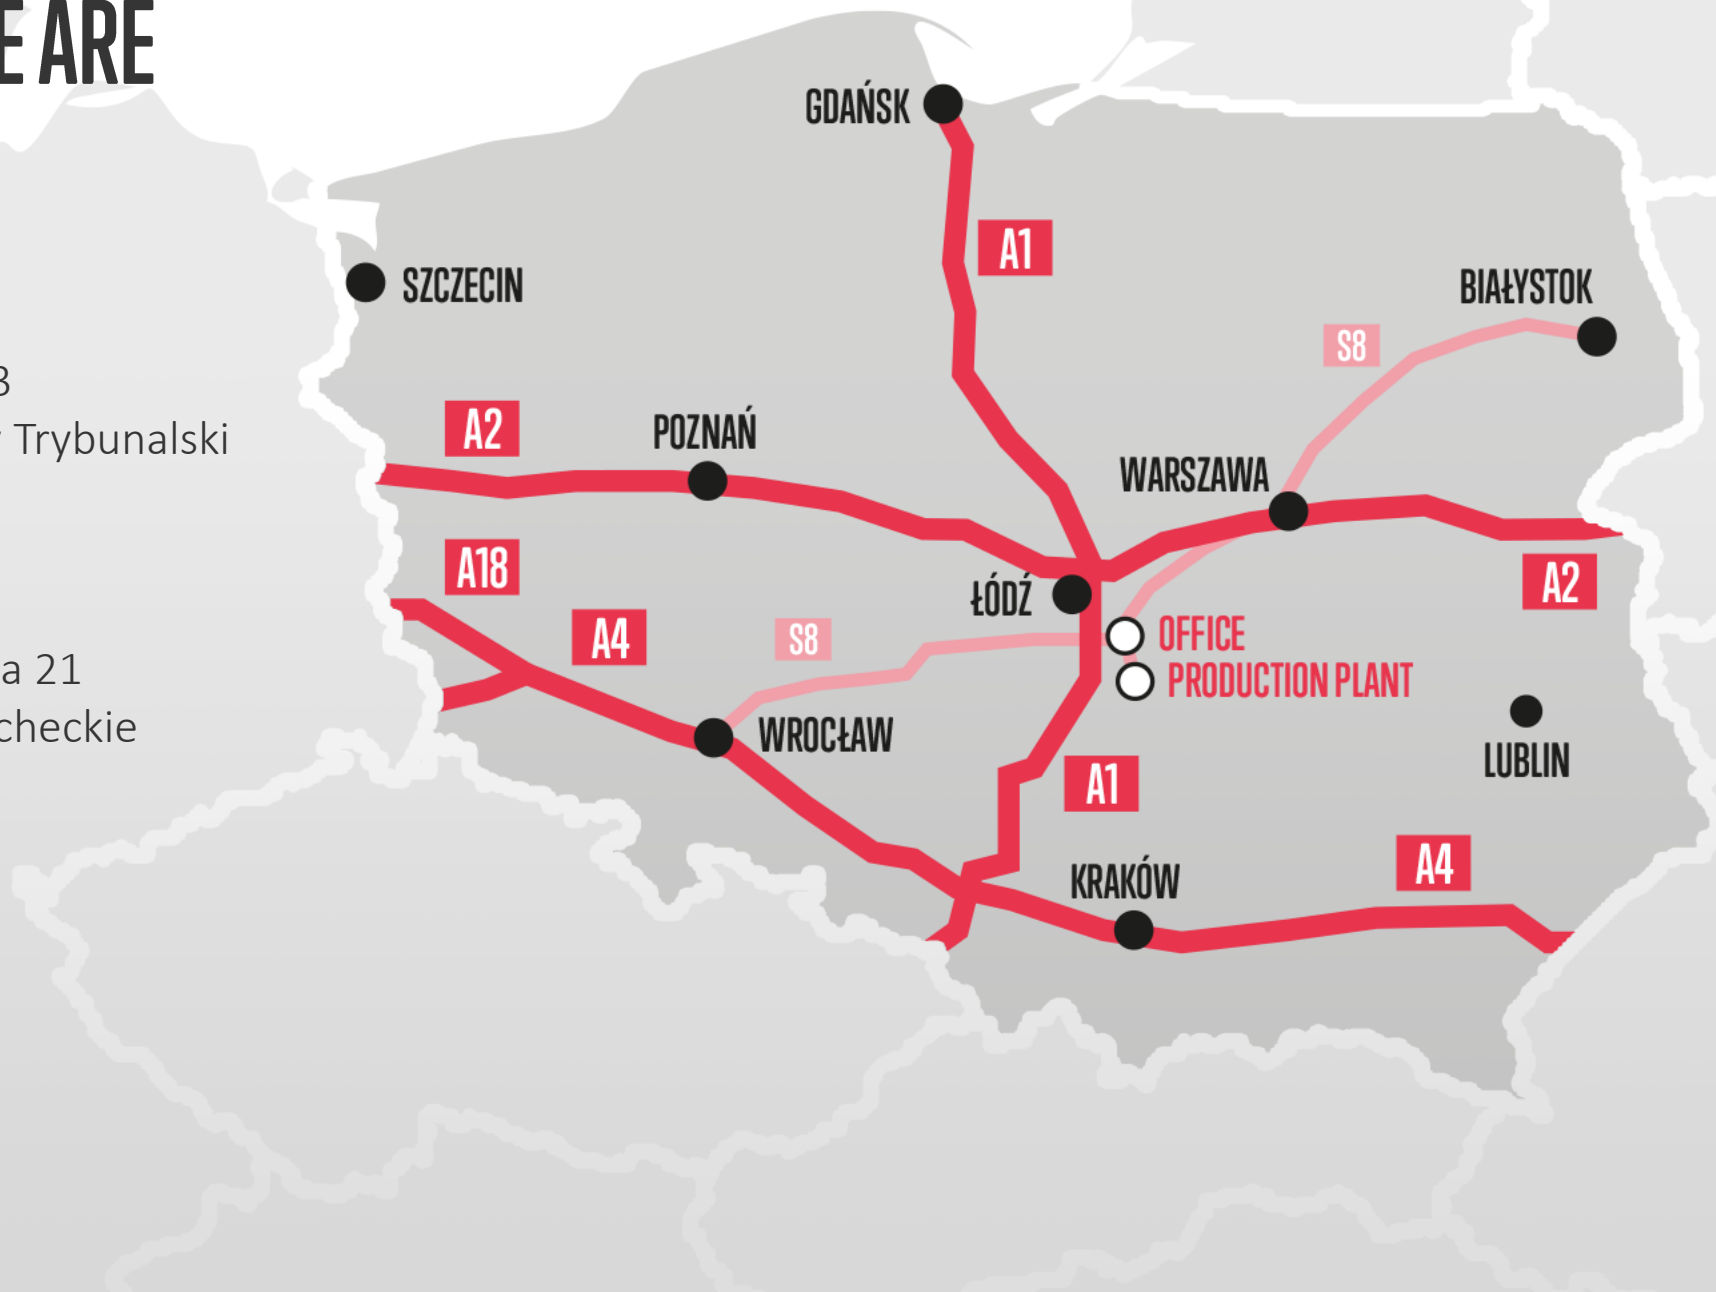 E ARE
GDAŃSK
A1
SZCZECIN
BIAŁYSTOK
S8
8
Trybunalski
A2
POZNAŃ
WARSZAWA
A18
A2
ŁÓDŹ
A4
S8
OFFICE
PRODUCTION PLANT
a 21
checkie
WROCŁAW
LUBLIN
A1
KRAKÓW
A4